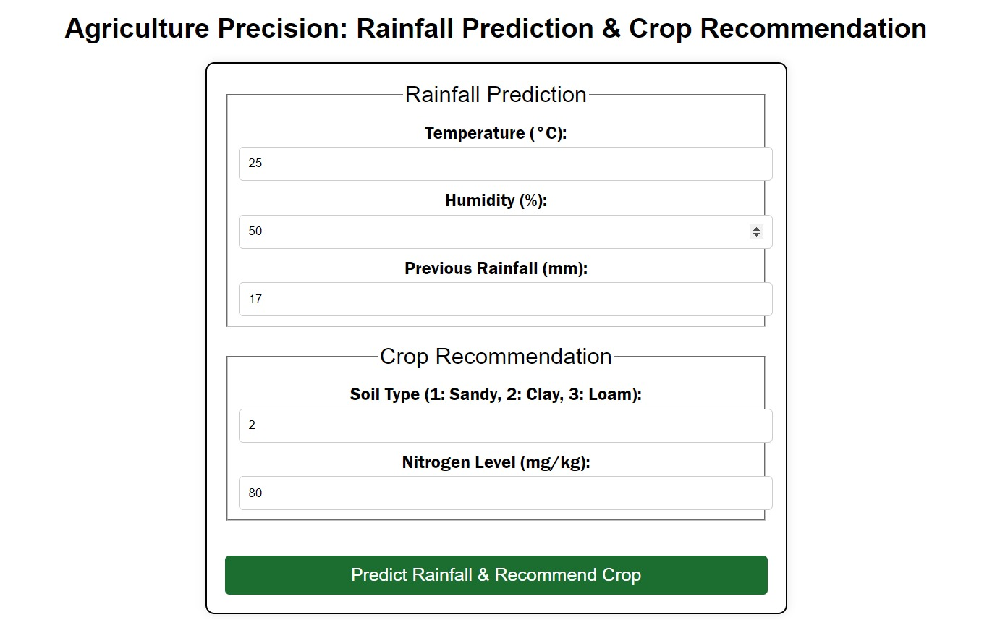 Agriculture Precision: Rainfall Prediction & Crop Recommendation
Rainfall Prediction
Temperature (°C):
25
Humidity (%):
50
Previous Rainfall (mm):
17
Crop Recommendation
Soil Type (1: Sandy, 2: Clay, 3: Loam):
2
Nitrogen Level (mg/kg):
80
Predict Rainfall & Recommend Crop